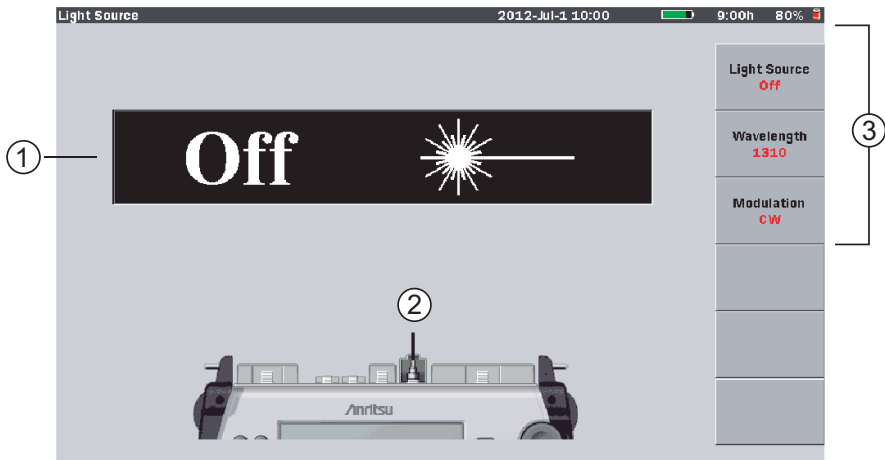 Light Source 2012-Jul-1 10:00 9:00h 80%
Light Source
Off
Wavelength
1310
Modulation
CW
1
Off
2
3
Anritsu